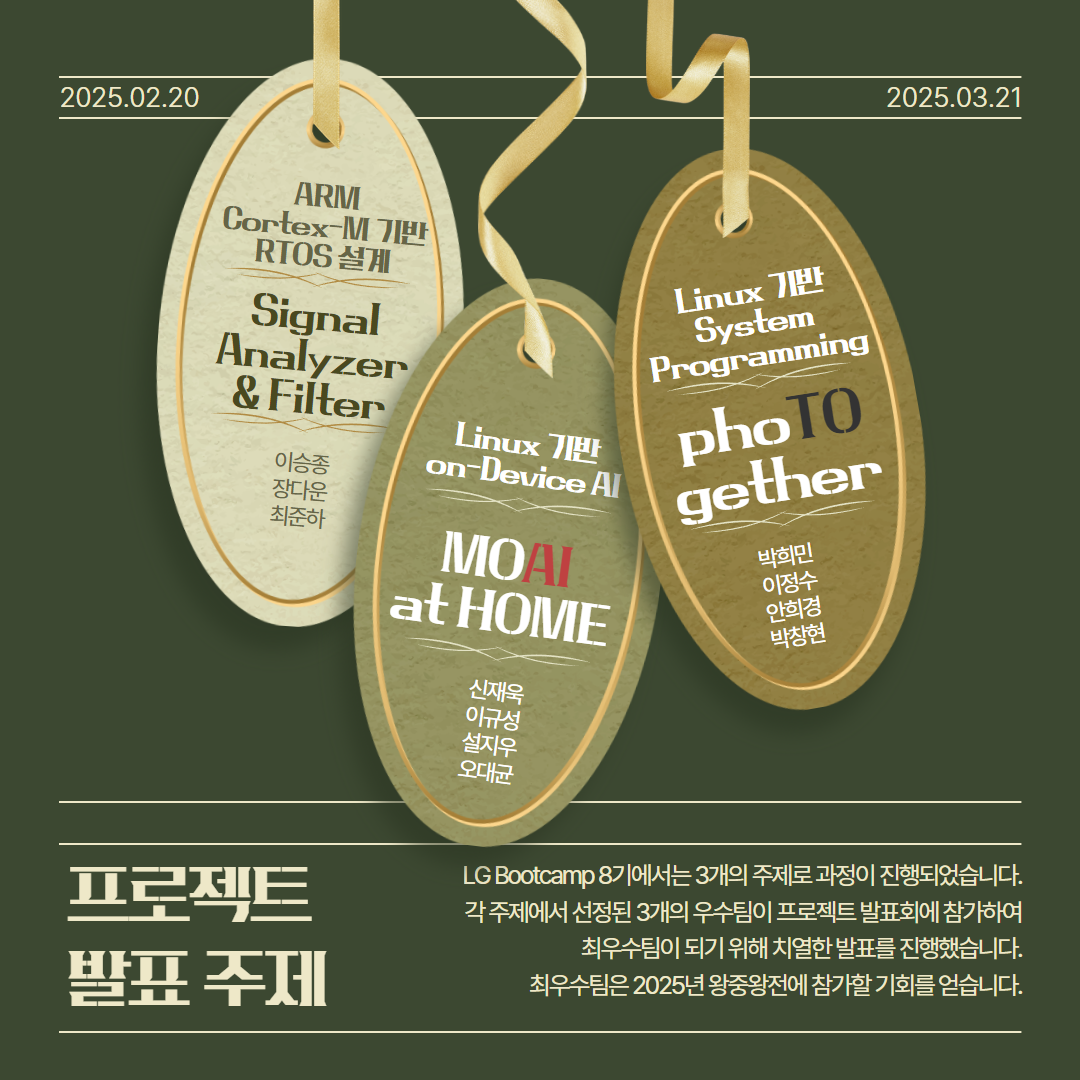 2025.02.20
2025.03.21
ARM
Cortex-M 기반
RTOS 설계
Signal
Analyzer
& Filter
이승종
장다운
최준하
Linux 기반
on-Device AI
MOAI
at HOME
신재욱
이규성
설지우
오대균
Linux 기반
System
Programming
phoTO
gether
박희민
이정수
안희경
박창현
프로젝트
발표 주제
LG Bootcamp 8기에서는 3개의 주제로 과정이 진행되었습니다.
각 주제에서 선정된 3개의 우수팀이 프로젝트 발표회에 참가하여
최우수팀이 되기 위해 치열한 발표를 진행했습니다.
최우수팀은 2025년 왕중왕전에 참가할 기회를 얻습니다.